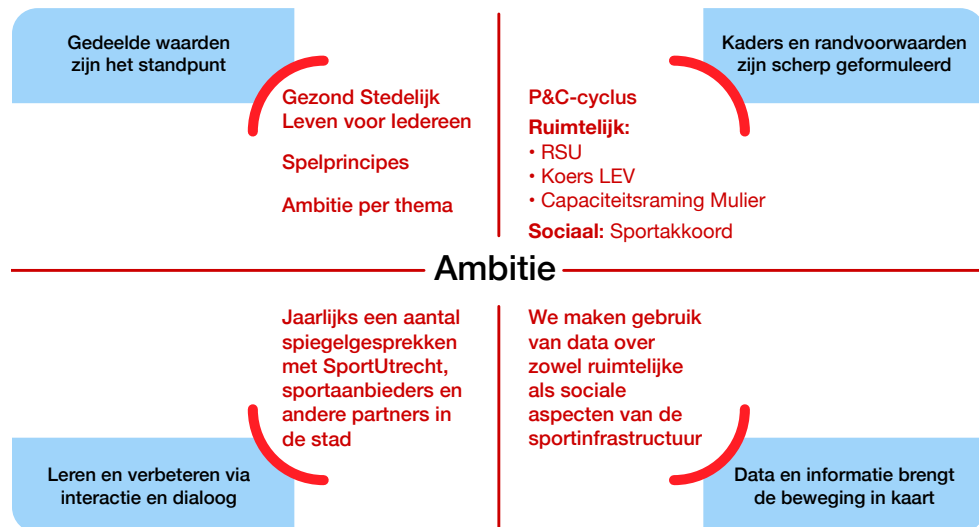 Gedeelde waarden
zijn het standpunt
Gezond Stedelijk
Leven voor Iedereen
Spelprincipes
Ambitie per thema
Kaders en randvoorwaarden
zijn scherp geformuleerd
P&C-cyclus
Ruimtelijk:
• RSU
• Koers LEV
• Capaciteitsraming Mulier
Sociaal: Sportakkoord
Ambitie
Jaarlijks een aantal
spiegelgesprekken
met SportUtrecht,
sportaanbieders en
andere partners in
de stad
Leren en verbeteren via
interactie en dialoog
We maken gebruik
van data over
zowel ruimtelijke
als sociale
aspecten van de
sportinfrastructuur
Data en informatie brengt
de beweging in kaart